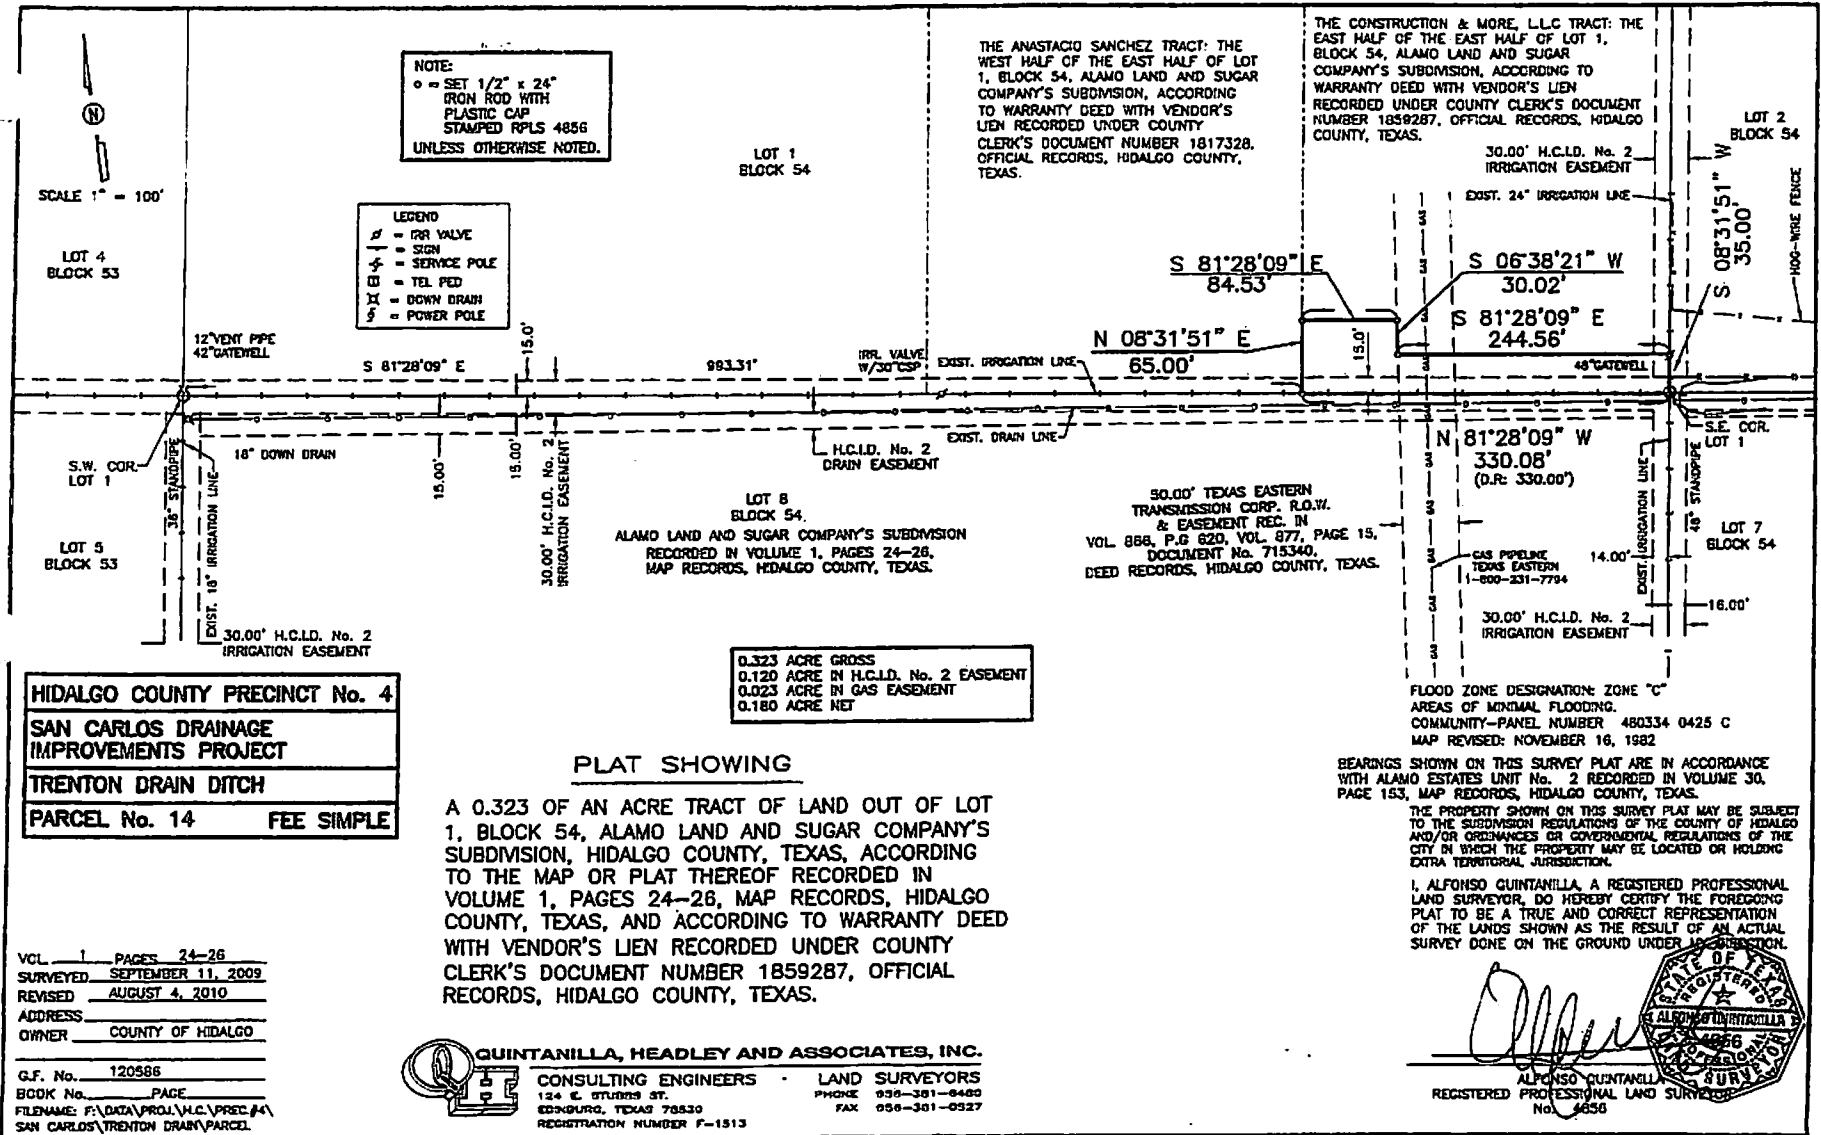 NOTE:
o = SET 1/2" x 24"
IRON ROD WITH
PLASTIC CAP
STAMPED RPLS 4856
UNLESS OTHERWISE NOTED.
N
SCALE 1" = 100'
LEGEND
= IRR VALVE
= SIGN
= SERVICE POLE
= TEL PED
= DOWN DRAIN
= POWER POLE
LOT 4
BLOCK 53
LOT 1
BLOCK 54
THE ANASTACIO SANCHEZ TRACT: THE
WEST HALF OF THE EAST HALF OF LOT
1, BLOCK 54, ALAMO LAND AND SUGAR
COMPANY'S SUBDIVISION, ACCORDING
TO WARRANTY DEED WITH VENDOR'S
LIEN RECORDED UNDER COUNTY
CLERK'S DOCUMENT NUMBER 1817328,
OFFICIAL RECORDS, HIDALGO COUNTY,
TEXAS.
THE CONSTRUCTION & MORE, L.L.C TRACT: THE
EAST HALF OF THE EAST HALF OF LOT 1,
BLOCK 54, ALAMO LAND AND SUGAR
COMPANY'S SUBDIVISION, ACCORDING TO
WARRANTY DEED WITH VENDOR'S LIEN
RECORDED UNDER COUNTY CLERK'S DOCUMENT
NUMBER 1859287, OFFICIAL RECORDS, HIDALGO
COUNTY, TEXAS.
LOT 2
BLOCK 54
30.00' H.C.I.D. No. 2
IRRIGATION EASEMENT
EXIST. 24" IRRIGATION LINE
S 08°31'51" W
35.00'
HOG-WIRE FENCE
S 81°28'09" E
84.53'
S 06°38'21" W
30.02'
S 81°28'09" E
244.56'
N 08°31'51" E
65.00'
15.0'
12"VENT PIPE
42"GATEWELL
S 81°28'09" E
15.0'
993.31'
IRR. VALVE
W/30"CSP
EXIST. IRRIGATION LINE
48"GATEWELL
S.W. COR.
LOT 1
36" STANDPIPE
EXIST. 18" IRRIGATION LINE
18" DOWN DRAIN
15.00'
15.00'
30.00' H.C.I.D. No. 2
IRRIGATION EASEMENT
H.C.I.D. No. 2
DRAIN EASEMENT
EXIST. DRAIN LINE
N 81°28'09" W
330.08'
(D.R: 330.00')
S.E. COR.
LOT 1
48" STANDPIPE
EXIST. IRRIGATION LINE
LOT 5
BLOCK 53
LOT 8
BLOCK 54
ALAMO LAND AND SUGAR COMPANY'S SUBDIVISION
RECORDED IN VOLUME 1, PAGES 24-26,
MAP RECORDS, HIDALGO COUNTY, TEXAS.
50.00' TEXAS EASTERN
TRANSMISSION CORP. R.O.W.
& EASEMENT REC. IN
VOL. 866, P.G 620, VOL. 877, PAGE 15,
DOCUMENT No. 715340,
DEED RECORDS, HIDALGO COUNTY, TEXAS.
GAS GAS GAS GAS GAS GAS GAS
GAS PIPELINE
TEXAS EASTERN
1-800-231-7794
14.00'
LOT 7
BLOCK 54
16.00'
30.00' H.C.I.D. No. 2
IRRIGATION EASEMENT
30.00' H.C.I.D. No. 2
IRRIGATION EASEMENT
HIDALGO COUNTY PRECINCT No. 4
SAN CARLOS DRAINAGE
IMPROVEMENTS PROJECT
TRENTON DRAIN DITCH
PARCEL No. 14 FEE SIMPLE
0.323 ACRE GROSS
0.120 ACRE IN H.C.I.D. No. 2 EASEMENT
0.023 ACRE IN GAS EASEMENT
0.180 ACRE NET
PLAT SHOWING
A 0.323 OF AN ACRE TRACT OF LAND OUT OF LOT
1, BLOCK 54, ALAMO LAND AND SUGAR COMPANY'S
SUBDIVISION, HIDALGO COUNTY, TEXAS, ACCORDING
TO THE MAP OR PLAT THEREOF RECORDED IN
VOLUME 1, PAGES 24-26, MAP RECORDS, HIDALGO
COUNTY, TEXAS, AND ACCORDING TO WARRANTY DEED
WITH VENDOR'S LIEN RECORDED UNDER COUNTY
CLERK'S DOCUMENT NUMBER 1859287, OFFICIAL
RECORDS, HIDALGO COUNTY, TEXAS.
FLOOD ZONE DESIGNATION: ZONE "C"
AREAS OF MINIMAL FLOODING.
COMMUNITY-PANEL NUMBER 480334 0425 C
MAP REVISED: NOVEMBER 16, 1982
BEARINGS SHOWN ON THIS SURVEY PLAT ARE IN ACCORDANCE
WITH ALAMO ESTATES UNIT No. 2 RECORDED IN VOLUME 30,
PAGE 153, MAP RECORDS, HIDALGO COUNTY, TEXAS.
THE PROPERTY SHOWN ON THIS SURVEY PLAT MAY BE SUBJECT
TO THE SUBDIVISION REGULATIONS OF THE COUNTY OF HIDALGO
AND/OR ORDINANCES OR GOVERNMENTAL REGULATIONS OF THE
CITY IN WHICH THE PROPERTY MAY BE LOCATED OR HOLDING
EXTRA TERRITORIAL JURISDICTION.
I, ALFONSO QUINTANILLA, A REGISTERED PROFESSIONAL
LAND SURVEYOR, DO HEREBY CERTIFY THE FOREGOING
PLAT TO BE A TRUE AND CORRECT REPRESENTATION
OF THE LANDS SHOWN AS THE RESULT OF AN ACTUAL
SURVEY DONE ON THE GROUND UNDER MY DIRECTION.
STATE OF TEXAS
REGISTERED
ALFONSO QUINTANILLA
4856
PROFESSIONAL
LAND SURVEYOR
ALFONSO QUINTANILLA
REGISTERED PROFESSIONAL LAND SURVEYOR
No. 4856
VOL. 1 PAGES 24-26
SURVEYED SEPTEMBER 11, 2009
REVISED AUGUST 4, 2010
ADDRESS
OWNER COUNTY OF HIDALGO
G.F. No. 120586
BOOK No. PAGE
FILENAME: F:\DATA\PROJ.\H.C.\PREC.#4\
SAN CARLOS\TRENTON DRAIN\PARCEL
QHE
QUINTANILLA, HEADLEY AND ASSOCIATES, INC.
CONSULTING ENGINEERS · LAND SURVEYORS
124 E. STUBBS ST. PHONE 956-381-6480
EDINBURG, TEXAS 78539 FAX 956-381-0527
REGISTRATION NUMBER F-1513